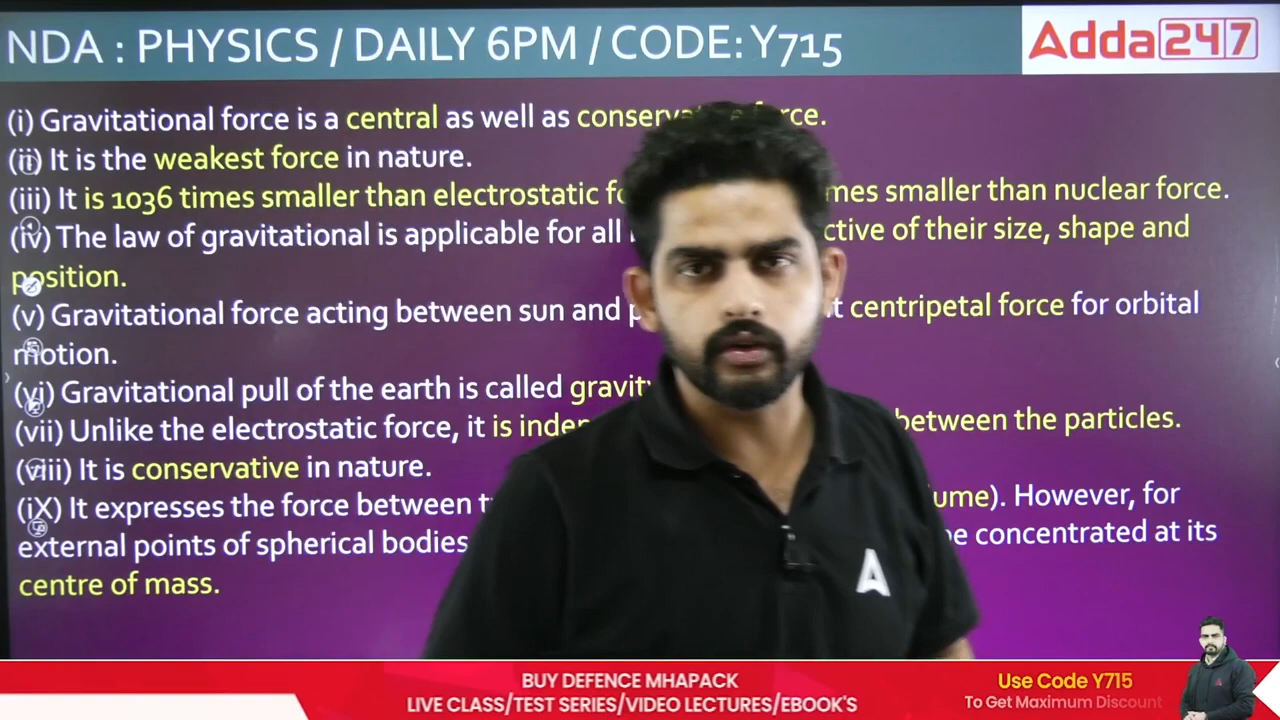 NDA : PHYSICS / DAILY 6PM / CODE: Y715
Adda247
(i) Gravitational force is a central as well as conserv rce.
(ii) It is the weakest force in nature.
(iii) It is 1036 times smaller than electrostatic fo mes smaller than nuclear force.
(iv) The law of gravitational is applicable for all ctive of their size, shape and
position.
(v) Gravitational force acting between sun and p t centripetal force for orbital
motion.
(vi) Gravitational pull of the earth is called gravity
(vii) Unlike the electrostatic force, it is indep between the particles.
(viii) It is conservative in nature.
(iX) It expresses the force between t ume). However, for
external points of spherical bodies be concentrated at its
centre of mass.
A
BUY DEFENCE MHAPACK
LIVE CLASS/TEST SERIES/VIDEO LECTURES/EBOOK'S
Use Code Y715
To Get Maximum Discount